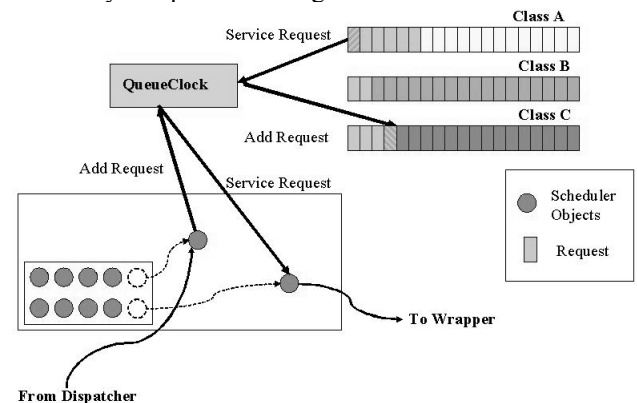 Class A
Service Request
QueueClock
Class B
Class C
Add Request
Add Request
Service Request
Scheduler
Objects
Request
To Wrapper
From Dispatcher